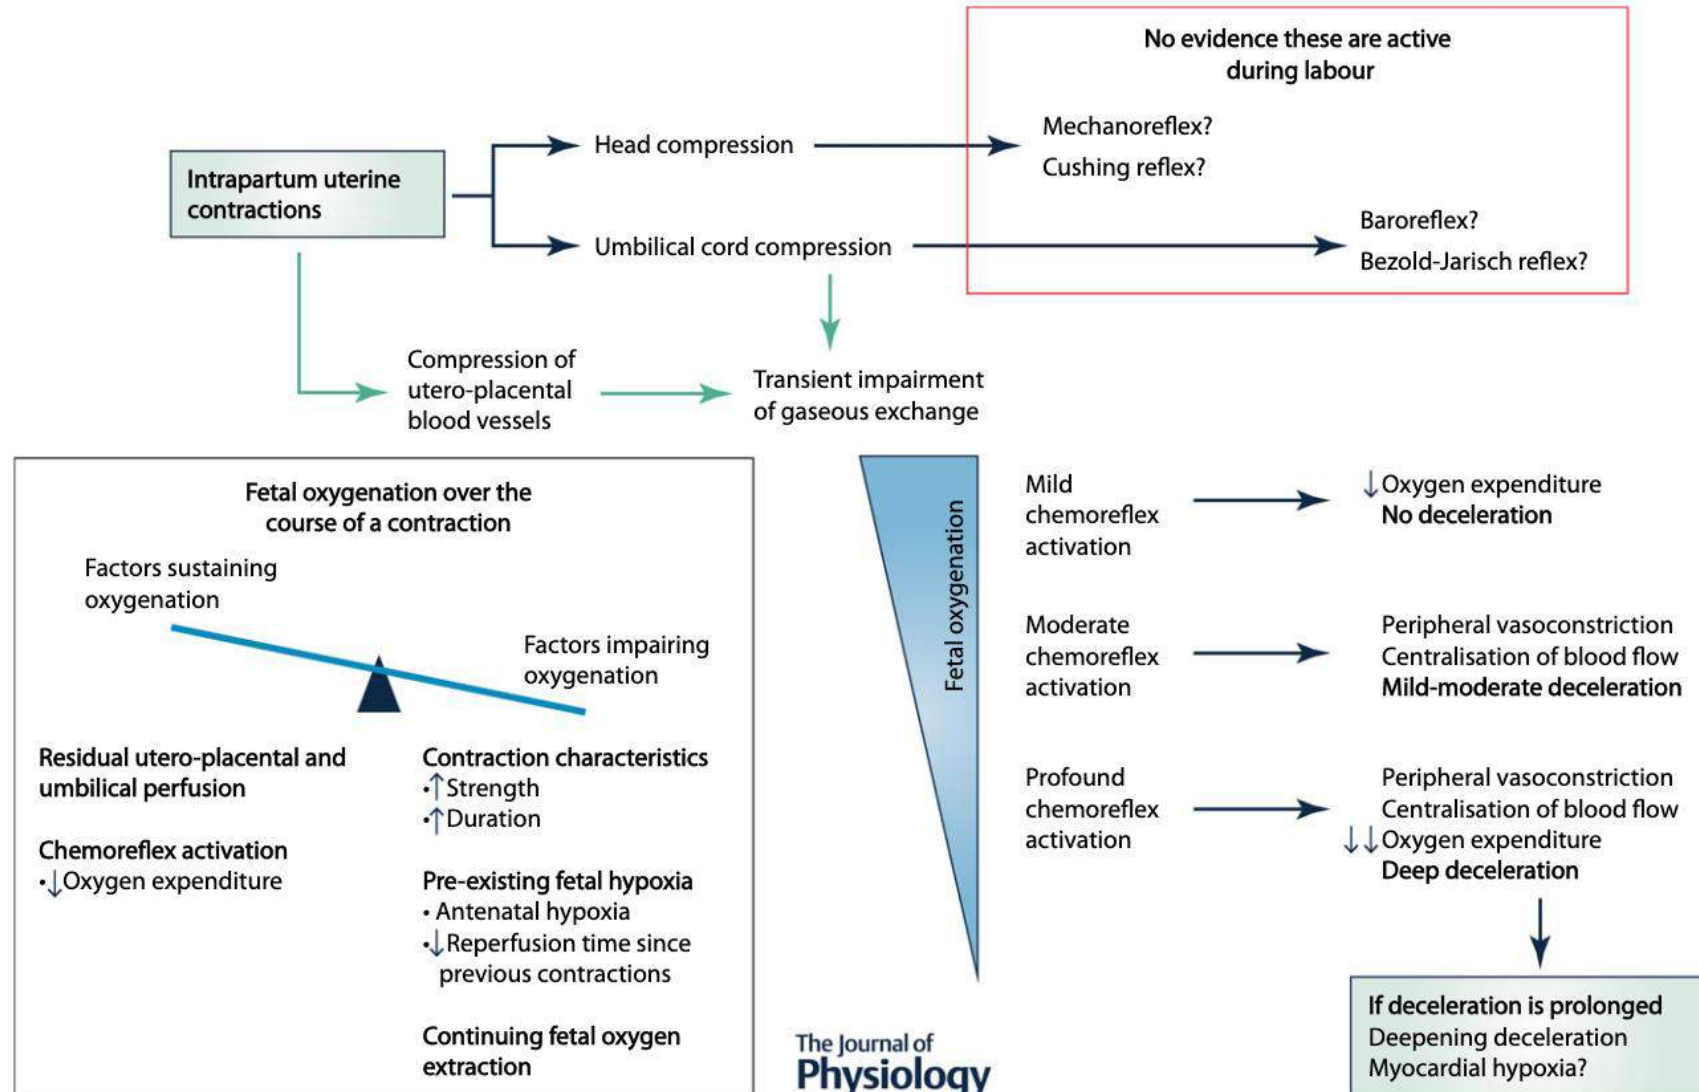 No evidence these are active
during labour
Mechanoreflex?
Cushing reflex?
Baroreflex?
Bezold-Jarisch reflex?
Head compression
Intrapartum uterine
contractions
Umbilical cord compression
Compression of
utero-placental
blood vessels
Transient impairment
of gaseous exchange
Fetal oxygenation over the
course of a contraction
Factors sustaining
oxygenation
Factors impairing
oxygenation
Residual utero-placental and
umbilical perfusion
Chemoreflex activation
•↓Oxygen expenditure
Contraction characteristics
•↑Strength
•↑Duration
Pre-existing fetal hypoxia
• Antenatal hypoxia
•↓Reperfusion time since
previous contractions
Continuing fetal oxygen
extraction
Fetal oxygenation
Mild
chemoreflex
activation
↓Oxygen expenditure
No deceleration
Moderate
chemoreflex
activation
Peripheral vasoconstriction
Centralisation of blood flow
Mild-moderate deceleration
Profound
chemoreflex
activation
Peripheral vasoconstriction
Centralisation of blood flow
↓↓Oxygen expenditure
Deep deceleration
If deceleration is prolonged
Deepening deceleration
Myocardial hypoxia?
The Journal of
Physiology